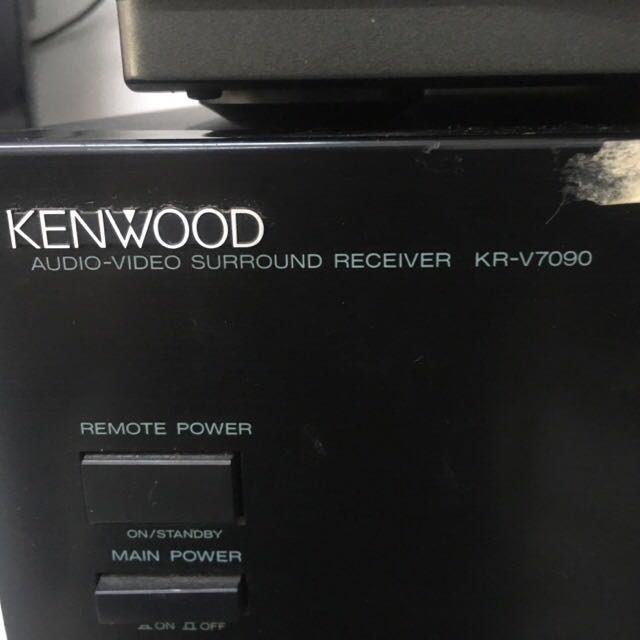 KENWOOD
AUDIO-VIDEO SURROUND RECEIVER KR-V7090
REMOTE POWER
ON/STANDBY
MAIN POWER
ON OFF